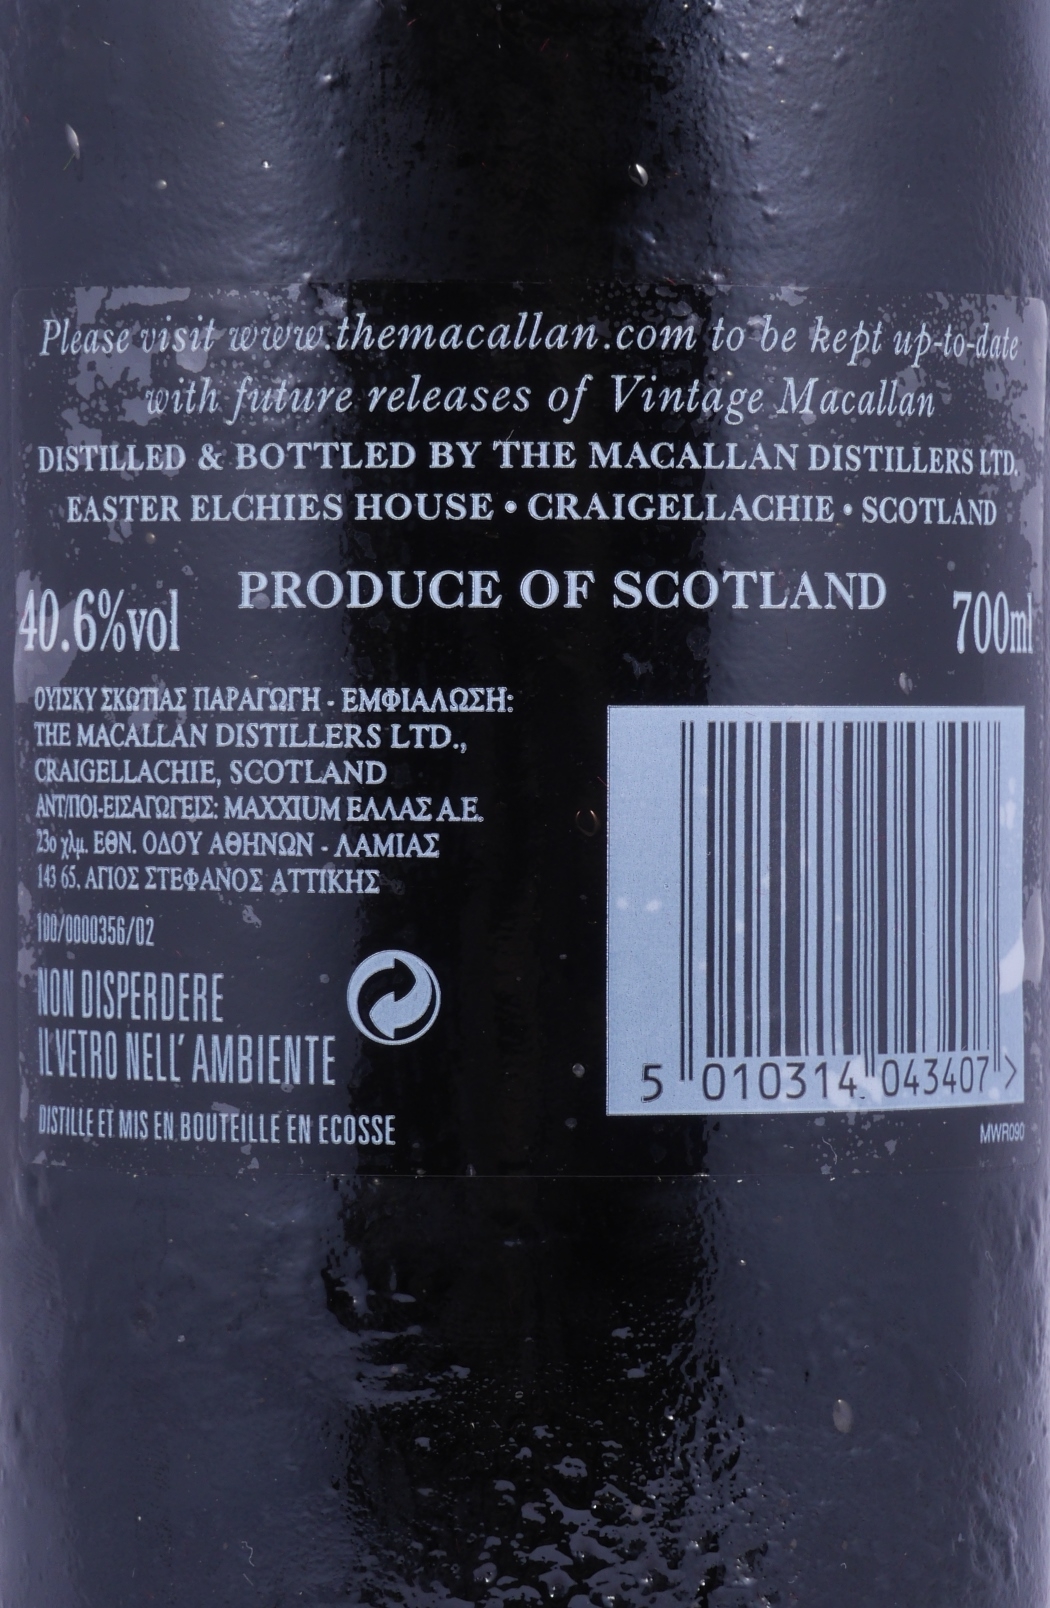 Please visit www.themacallan.com to be kept up-to-date
with future releases of Vintage Macallan
DISTILLED & BOTTLED BY THE MACALLAN DISTILLERS LTD.
EASTER ELCHIES HOUSE • CRAIGELLACHIE • SCOTLAND
PRODUCE OF SCOTLAND
40.6%vol
700ml
ΟΥΙΣΚΥ ΣΚΩΤΙΑΣ ΠΑΡΑΓΩΓΗ - ΕΜΦΙΑΛΩΣΗ:
THE MACALLAN DISTILLERS LTD.,
CRAIGELLACHIE, SCOTLAND
ΑΝΤ/ΠΟΙ-ΕΙΣΑΓΩΓΕΙΣ: MAXXIUM ΕΛΛΑΣ Α.Ε.
23ο χλμ. ΕΘΝ. ΟΔΟΥ ΑΘΗΝΩΝ - ΛΑΜΙΑΣ
143 65, ΑΓΙΟΣ ΣΤΕΦΑΝΟΣ ΑΤΤΙΚΗΣ
100/0000356/02
NON DISPERDERE
IL VETRO NELL' AMBIENTE
DISTILLE ET MIS EN BOUTEILLE EN ECOSSE
5 010314 043407 >
MWR090